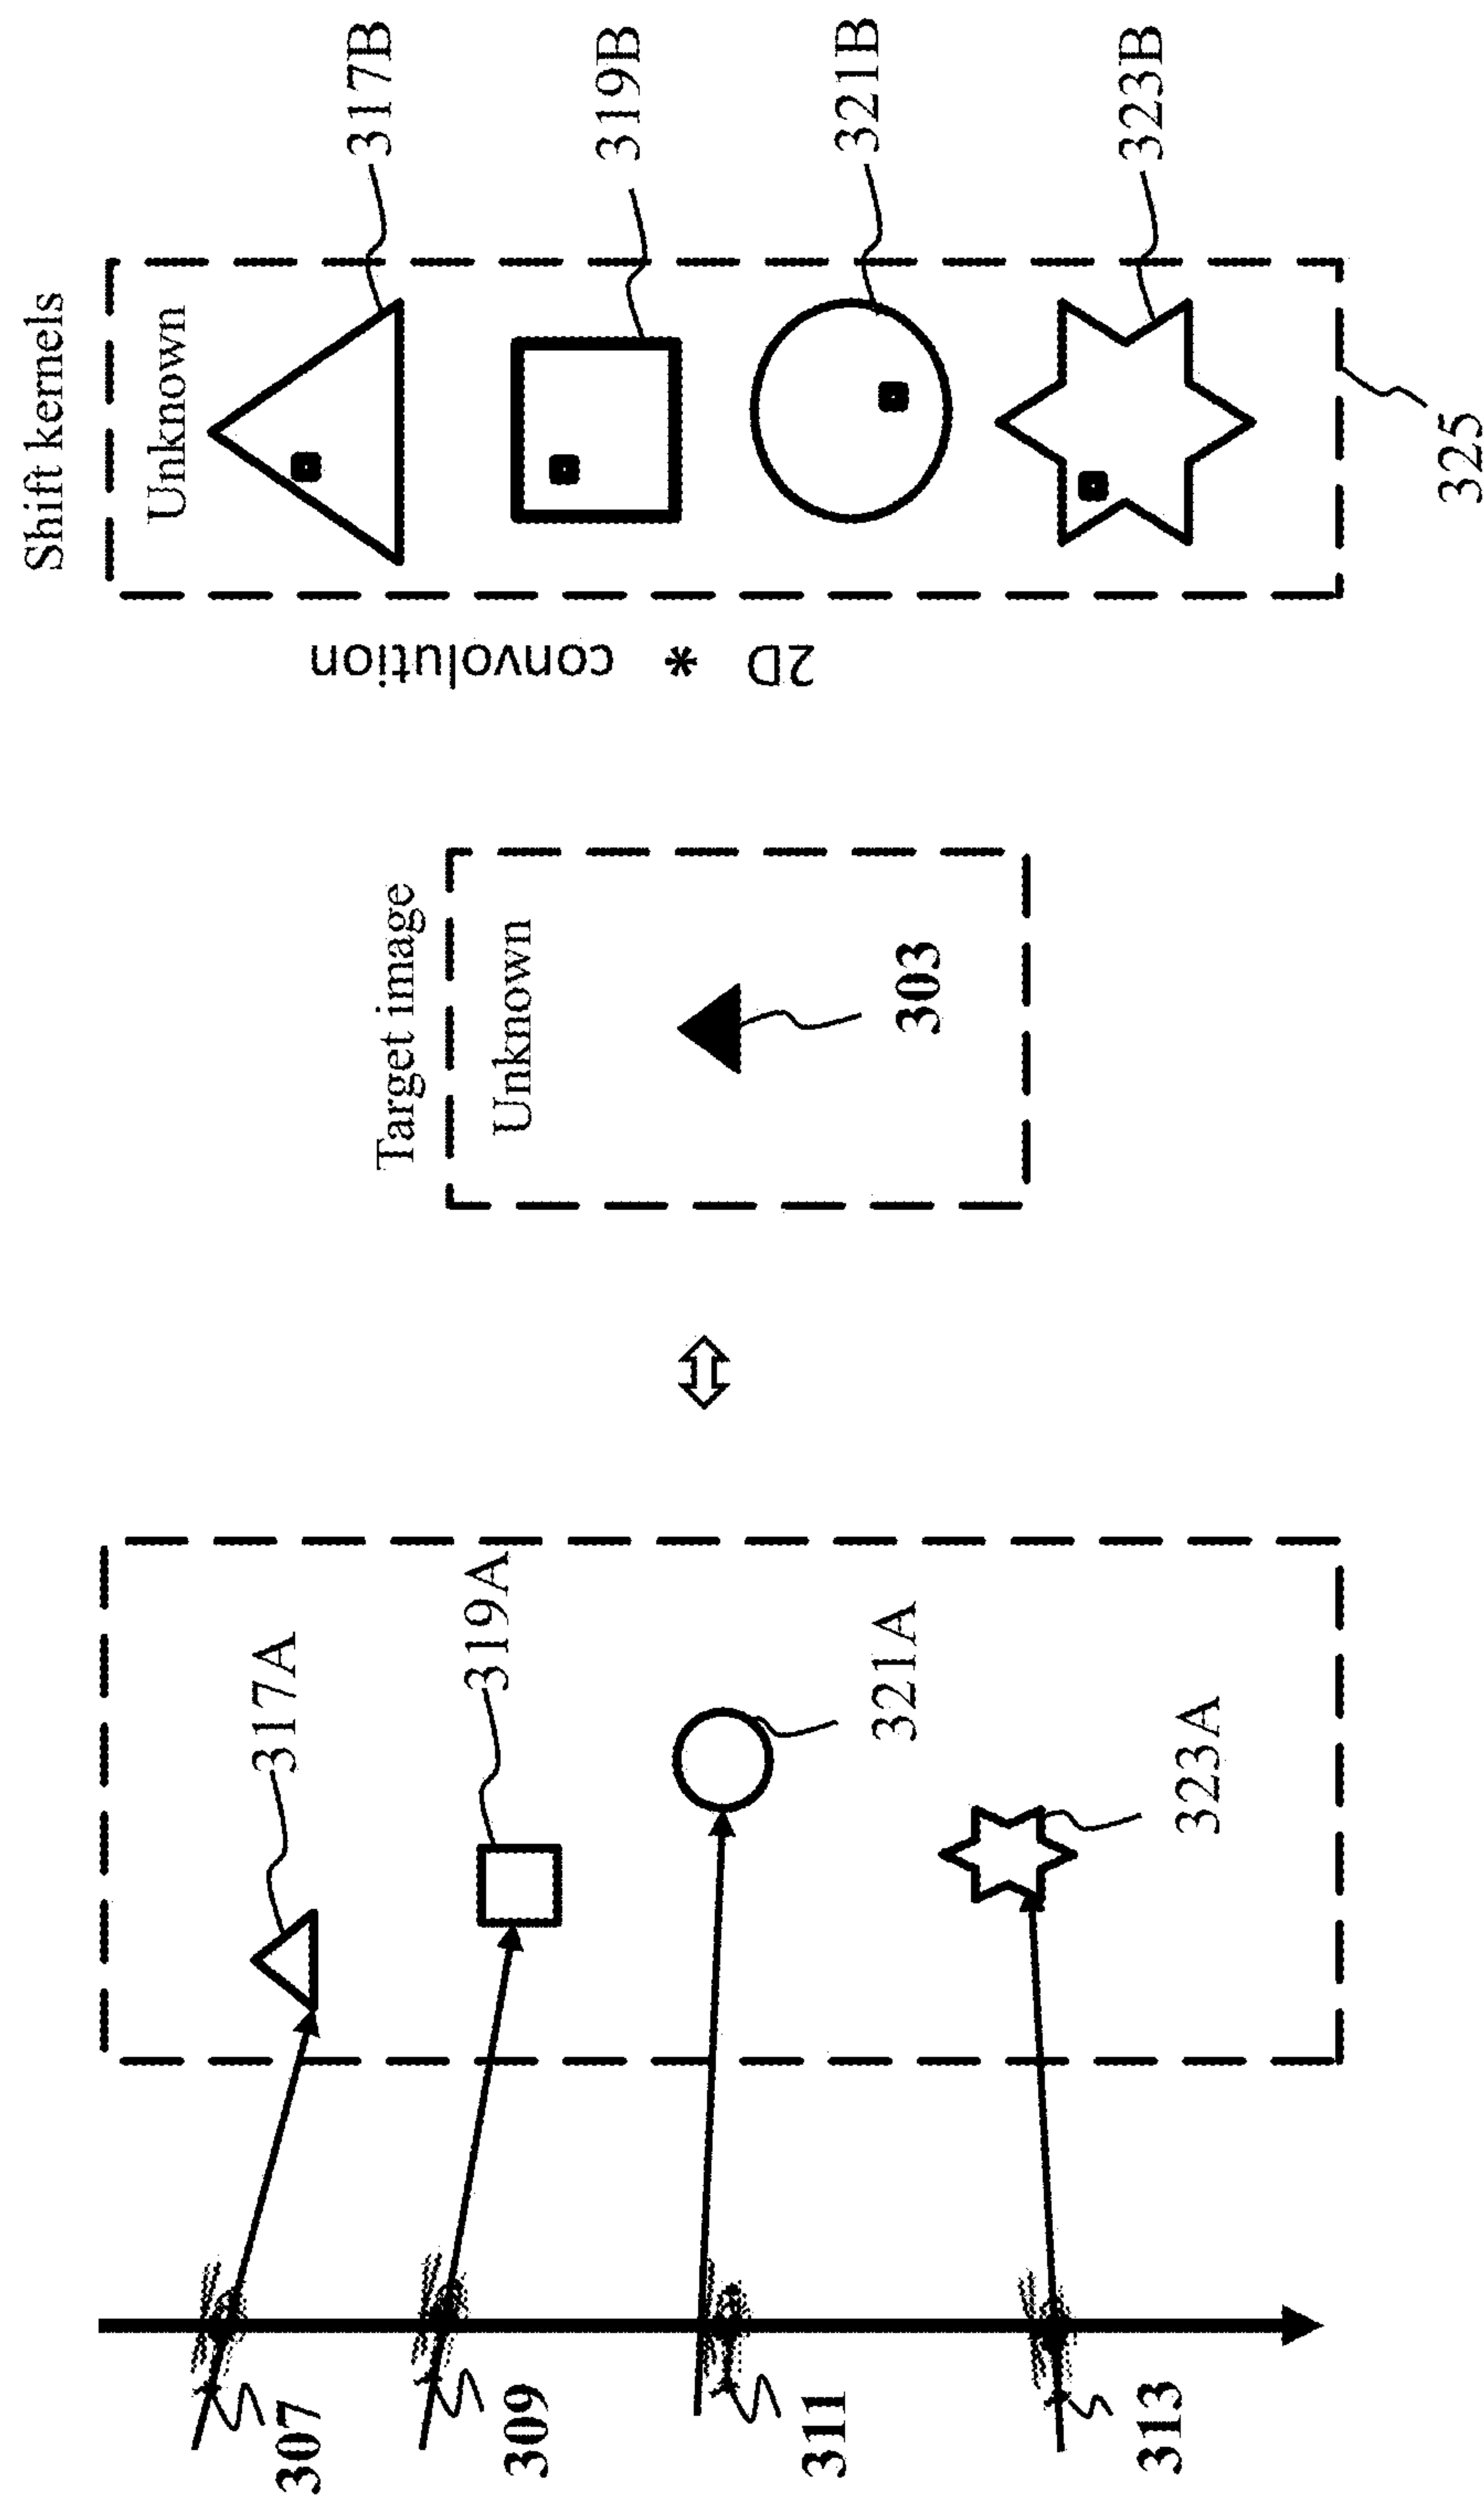 307
309
311
313
317A
319A
321A
323A
Target image
Unknown
303
2D * convolution
Shift kernels
Unknown
317B
319B
321B
323B
325